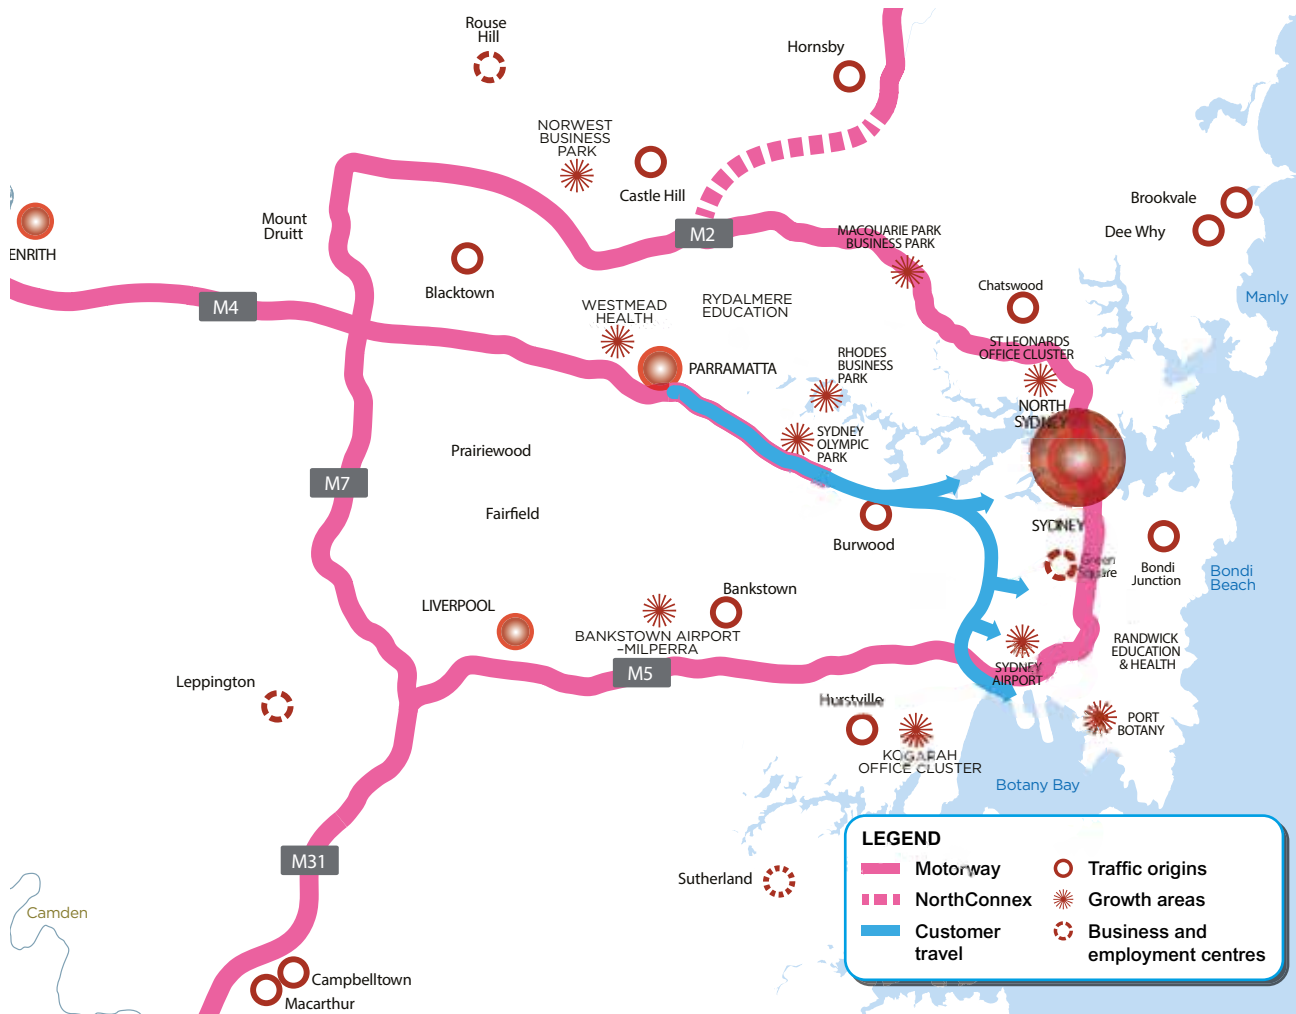 Rouse
Hill
Hornsby
NORWEST
BUSINESS
PARK
Castle Hill
Brookvale
Dee Why
Mount
Druitt
ENRITH
M2
MACQUARIE PARK
BUSINESS PARK
Blacktown
M4
WESTMEAD
HEALTH
RYDALMERE
EDUCATION
Chatswood
Manly
ST LEONARDS
OFFICE CLUSTER
RHODES
BUSINESS
PARK
PARRAMATTA
NORTH
SYDNEY
SYDNEY
OLYMPIC
PARK
Prairiewood
M7
Fairfield
Burwood
SYDNEY
Green
Square
Bondi
Junction
Bondi
Beach
LIVERPOOL
Bankstown
BANKSTOWN AIRPORT
–MILPERRA
M5
RANDWICK
EDUCATION
& HEALTH
SYDNEY
AIRPORT
Leppington
Hurstville
PORT
BOTANY
KOGARAH
OFFICE CLUSTER
Botany Bay
M31
Sutherland
Camden
Campbelltown
Macarthur
LEGEND
Motorway
NorthConnex
Customer
travel
Traffic origins
Growth areas
Business and
employment centres